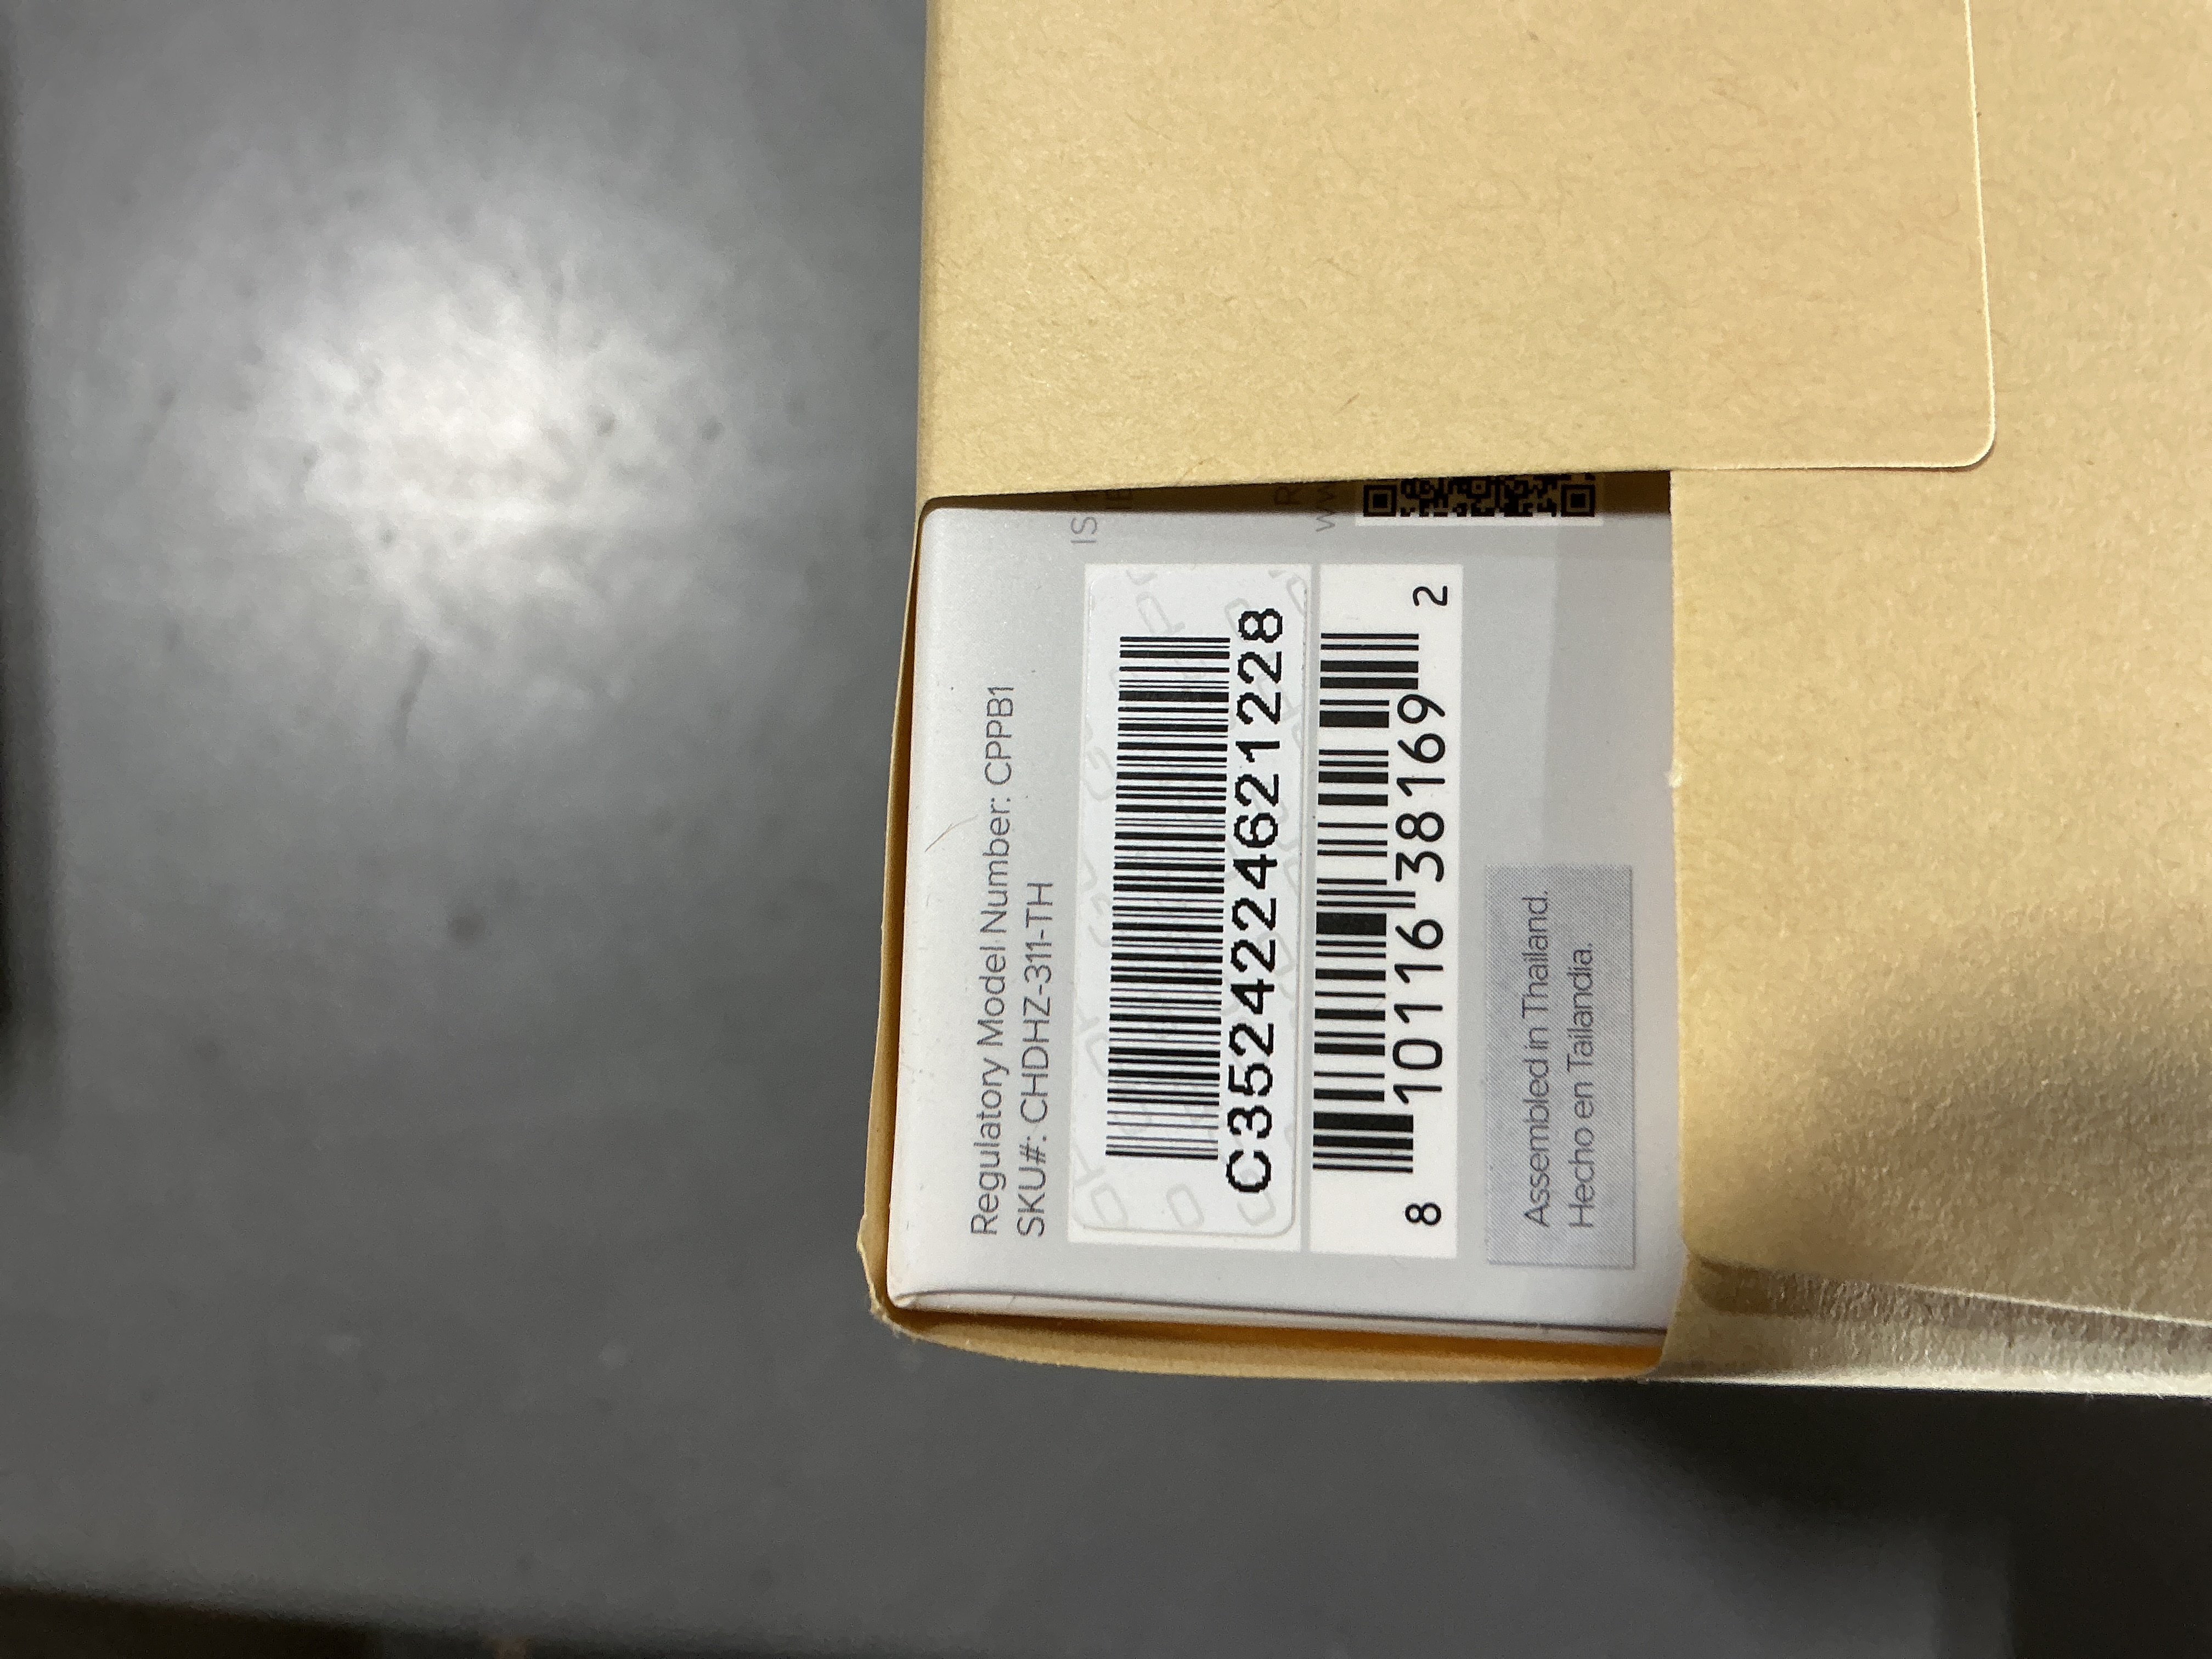 Regulatory Model Number: CPPB1
SKU#: CHDHZ-311-TH
C3524224621228
8 10116 38169 2
Assembled in Thailand.
Hecho en Tailandia.
IS